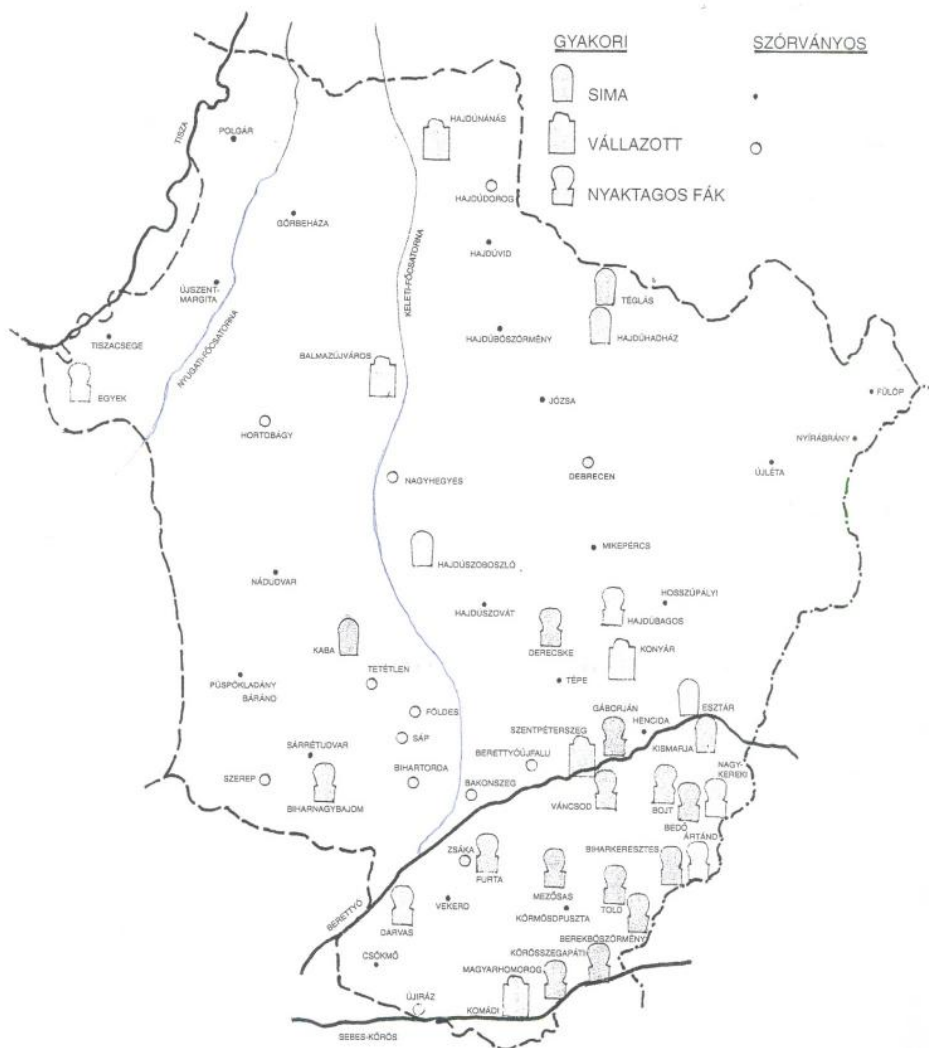 GYAKORI
SZÓRVÁNYOS
SIMA
VÁLLAZOTT
NYAKTAGOS FÁK
TISZA
POLGÁR
HAJDÚNÁNÁS
HAJDÚDOROG
GÖRBEHÁZA
HAJDÚVID
KELETI-FŐCSATORNA
ÚJSZENT-
MARGITA
TÉGLÁS
TISZACSEGE
NYUGATI-FŐCSATORNA
HAJDÚBÖSZÖRMÉNY
HAJDÚHADHÁZ
BALMAZÚJVÁROS
EGYEK
JÓZSA
FÜLÖP
HORTOBÁGY
NYÍRÁBRÁNY
NAGYHEGYES
DEBRECEN
ÚJLÉTA
MIKEPÉRCS
HAJDÚSZOBOSZLÓ
NÁDUDVAR
HAJDÚSZOVÁT
HOSSZÚPÁLYI
HAJDÚBAGOS
KABA
DERECSKE
KONYÁR
TETÉTLEN
PÜSPÖKLADÁNY
BÁRÁND
TÉPE
FÖLDES
GÁBORJÁN
ESZTÁR
SZENTPÉTERSZEG
HENCIDA
SÁP
SÁRRÉTUDVAR
BERETTYÓÚJFALU
KISMARJA
SZEREP
BIHARTORDA
BAKONSZEG
NAGY-
KEREKI
BIHARNAGYBAJOM
VÁNCSOD
BOJT
BEDŐ
ÁRTÁND
ZSÁKA
FURTA
BIHARKERESZTES
MEZŐSAS
TOLD
BERETTYÓ
DARVAS
VEKERD
KÖRMÖSDPUSZTA
BEREKBÖSZÖRMÉNY
KÖRÖSSZEGAPÁTI
CSÖKMŐ
MAGYARHOMOROG
ÚJIRÁZ
KOMÁDI
SEBES-KÖRÖS